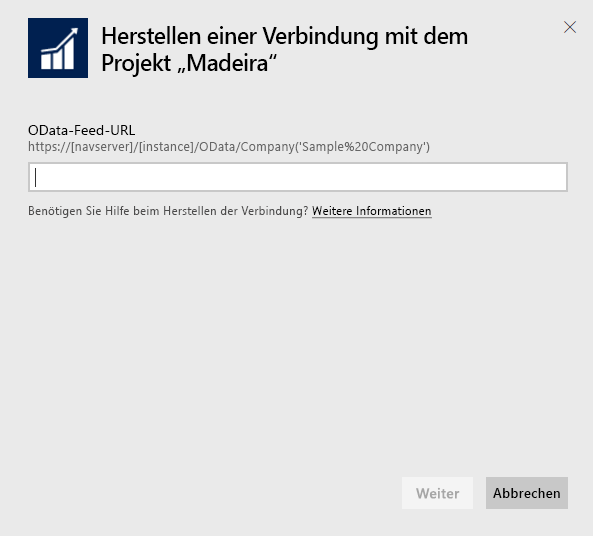 Herstellen einer Verbindung mit dem
Projekt „Madeira“
OData-Feed-URL
https://[navserver]/[instance]/OData/Company('Sample%20Company')
Benötigen Sie Hilfe beim Herstellen der Verbindung? Weitere Informationen
Weiter Abbrechen